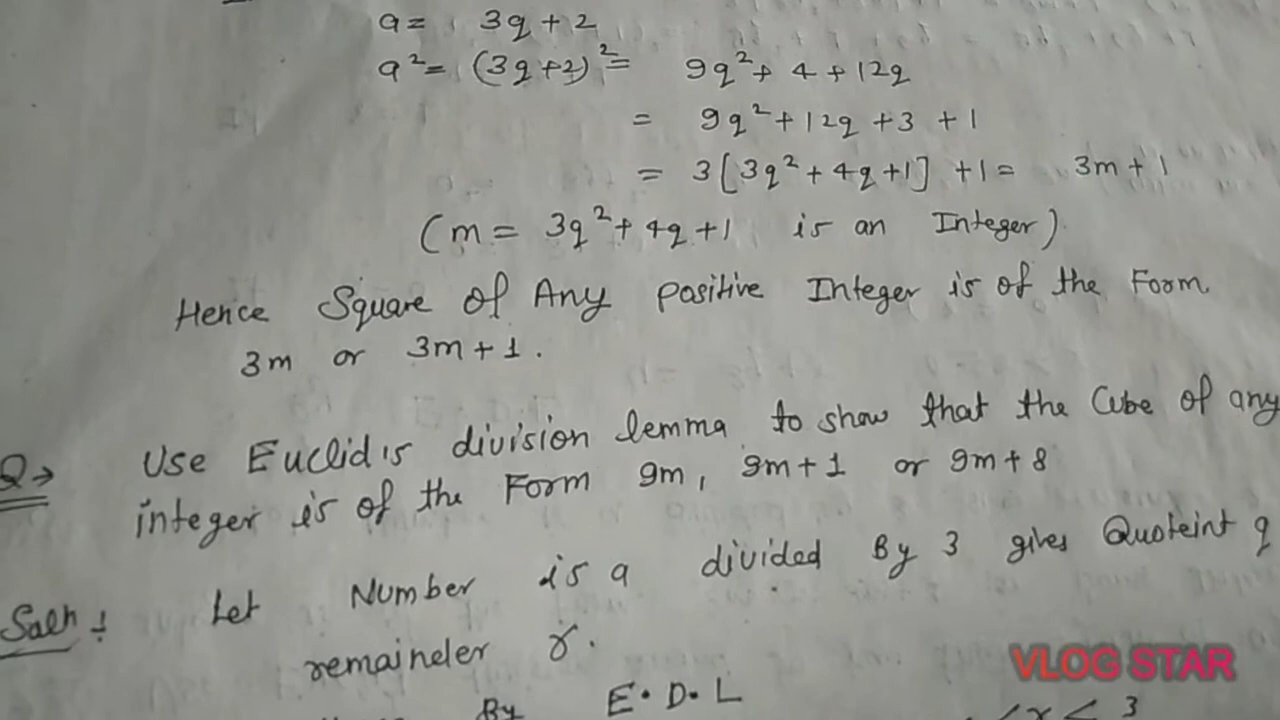 a = 3q + 2
a² = (3q + 2)² = 9q² + 4 + 12q
= 9q² + 12q + 3 + 1
= 3[3q² + 4q + 1] + 1 = 3m + 1
(m = 3q² + 4q + 1 is an Integer)
Hence Square of Any positive Integer is of the Form
3m or 3m + 1.
Q→ Use Euclid's division lemma to show that the Cube of any
integer is of the Form 9m, 9m + 1 or 9m + 8
Soln: Let Number is a divided By 3 gives Quoteint q
remainder r.
By E.D.L
r < 3
VLOG STAR